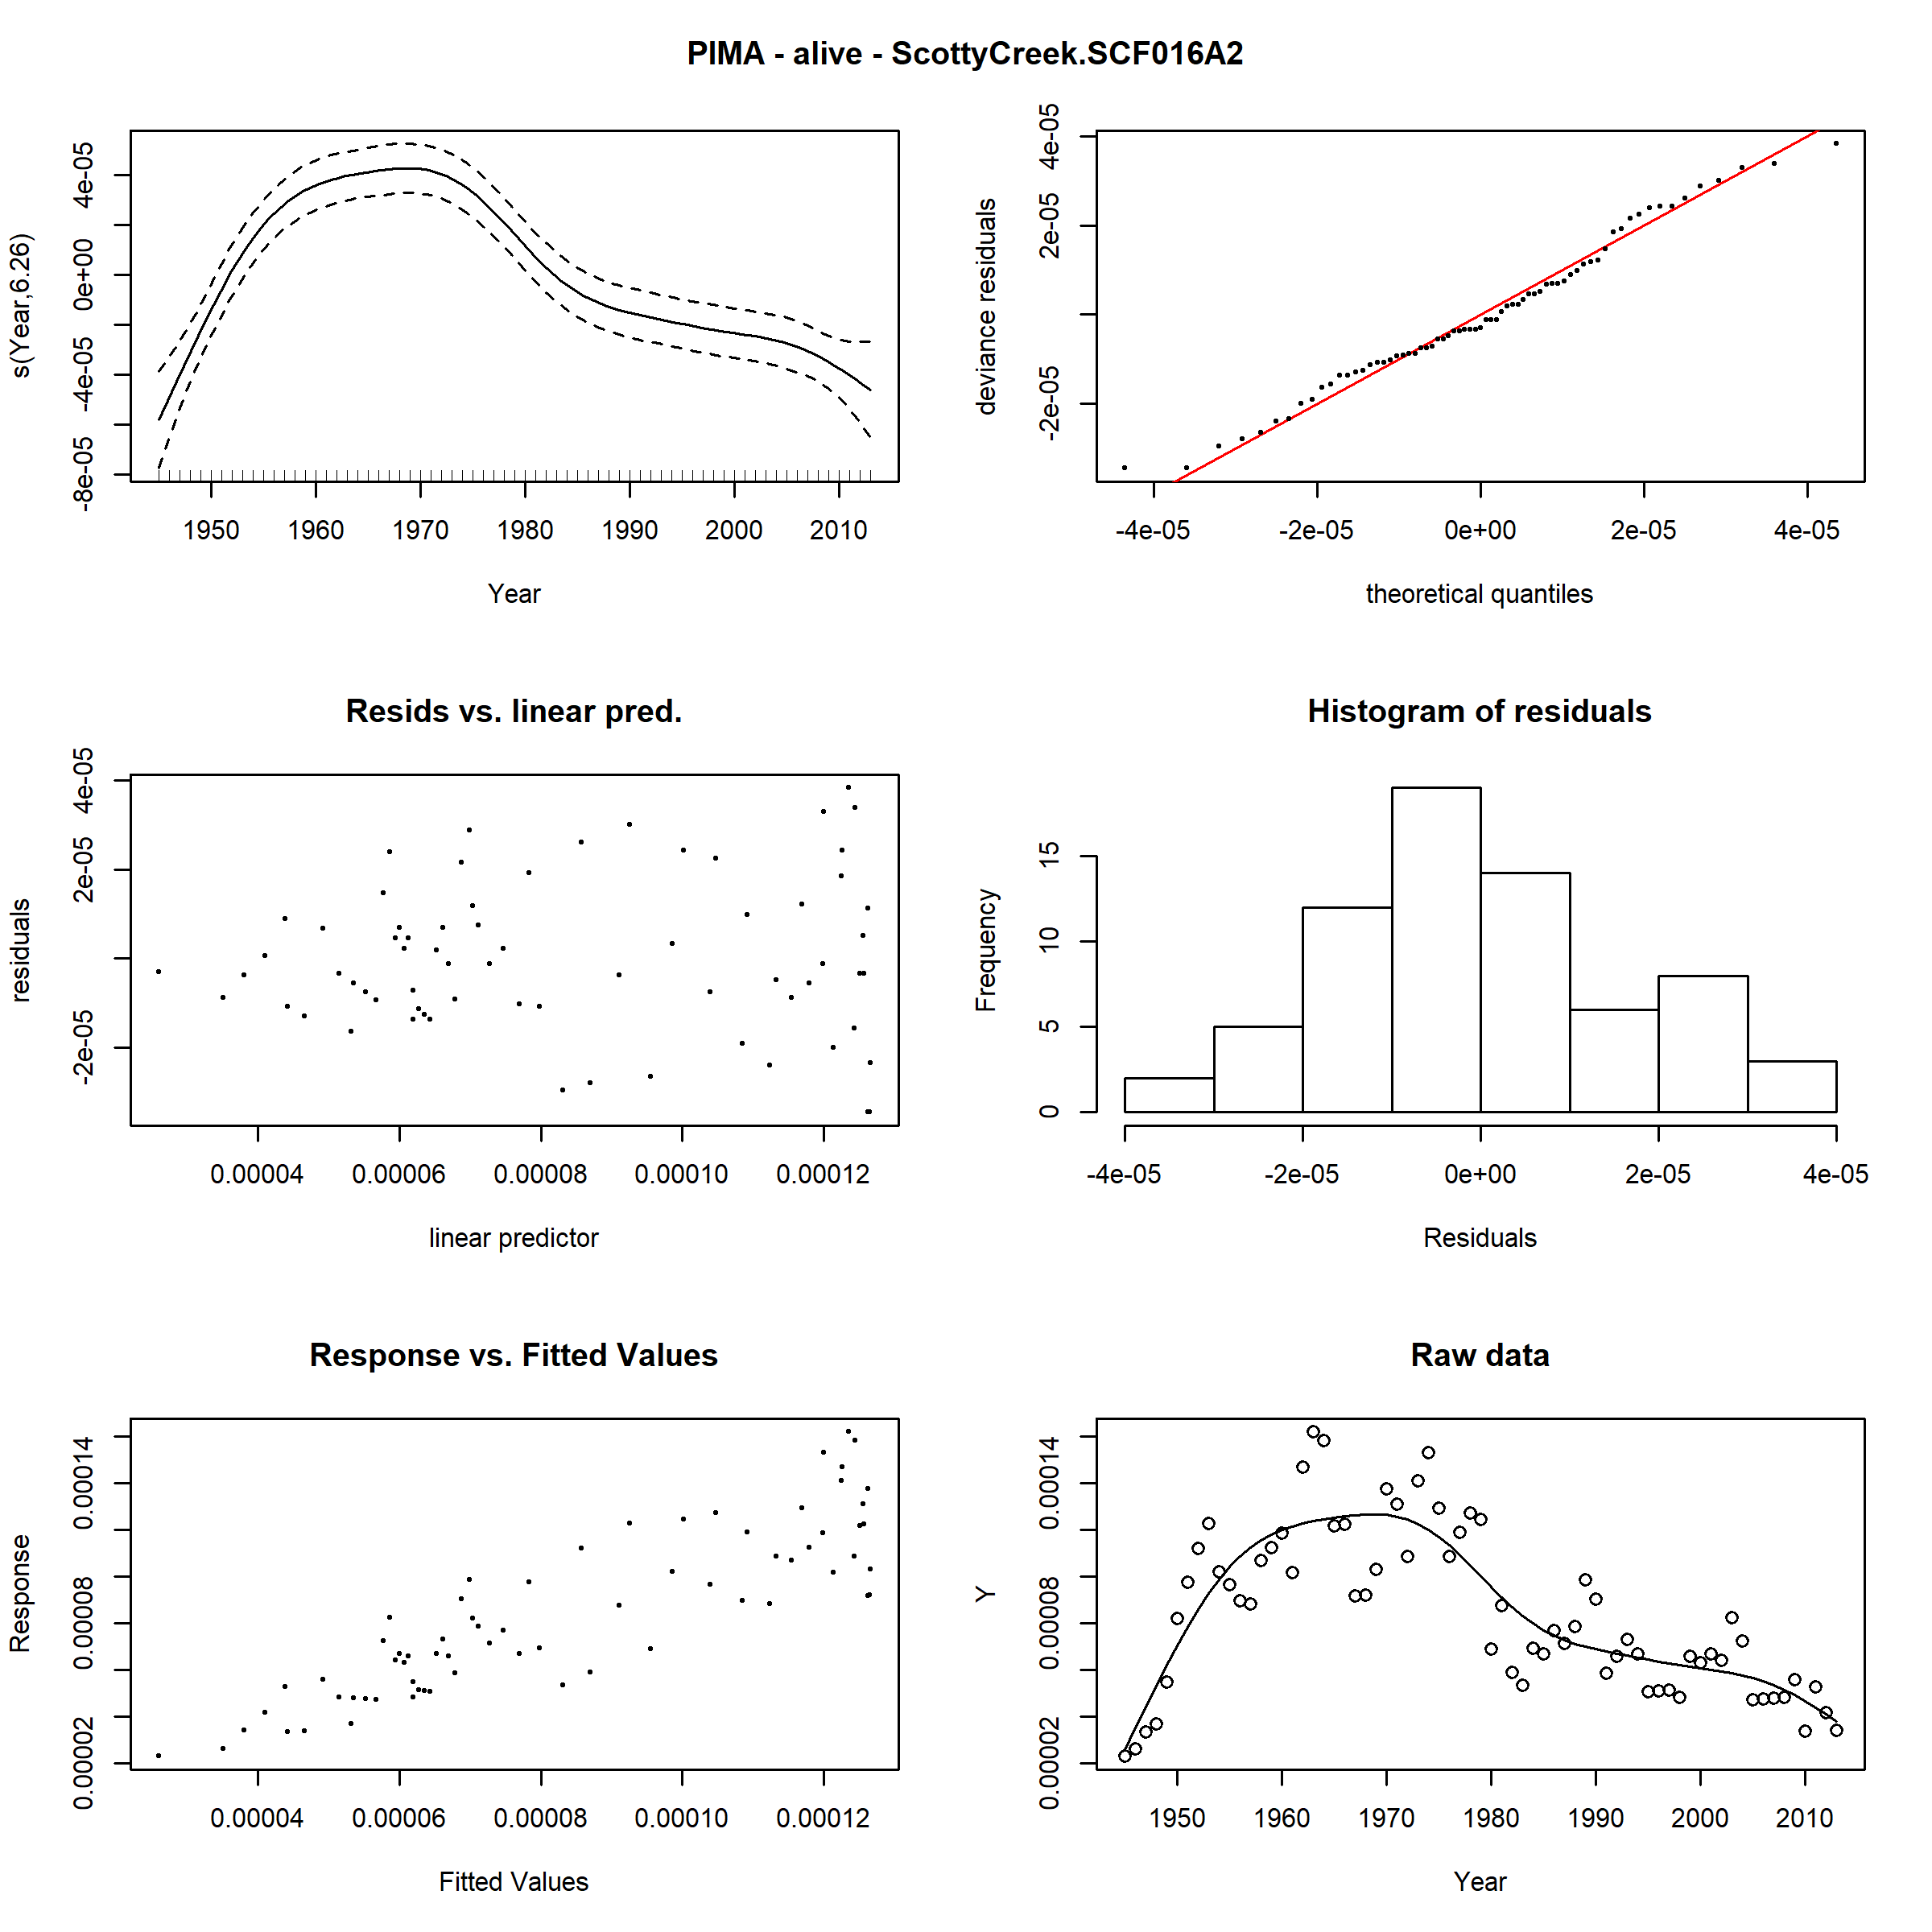 PIMA - alive - ScottyCreek.SCF016A2
s(Year,6.26)
-8e-05 -4e-05 0e+00 4e-05
1950 1960 1970 1980 1990 2000 2010
Year
deviance residuals
-2e-05 2e-05 4e-05
-4e-05 -2e-05 0e+00 2e-05 4e-05
theoretical quantiles
Resids vs. linear pred.
residuals
-2e-05 2e-05 4e-05
0.00004 0.00006 0.00008 0.00010 0.00012
linear predictor
Histogram of residuals
Frequency
0 5 10 15
-4e-05 -2e-05 0e+00 2e-05 4e-05
Residuals
Response vs. Fitted Values
Response
0.00002 0.00008 0.00014
0.00004 0.00006 0.00008 0.00010 0.00012
Fitted Values
Raw data
Y
0.00002 0.00008 0.00014
1950 1960 1970 1980 1990 2000 2010
Year